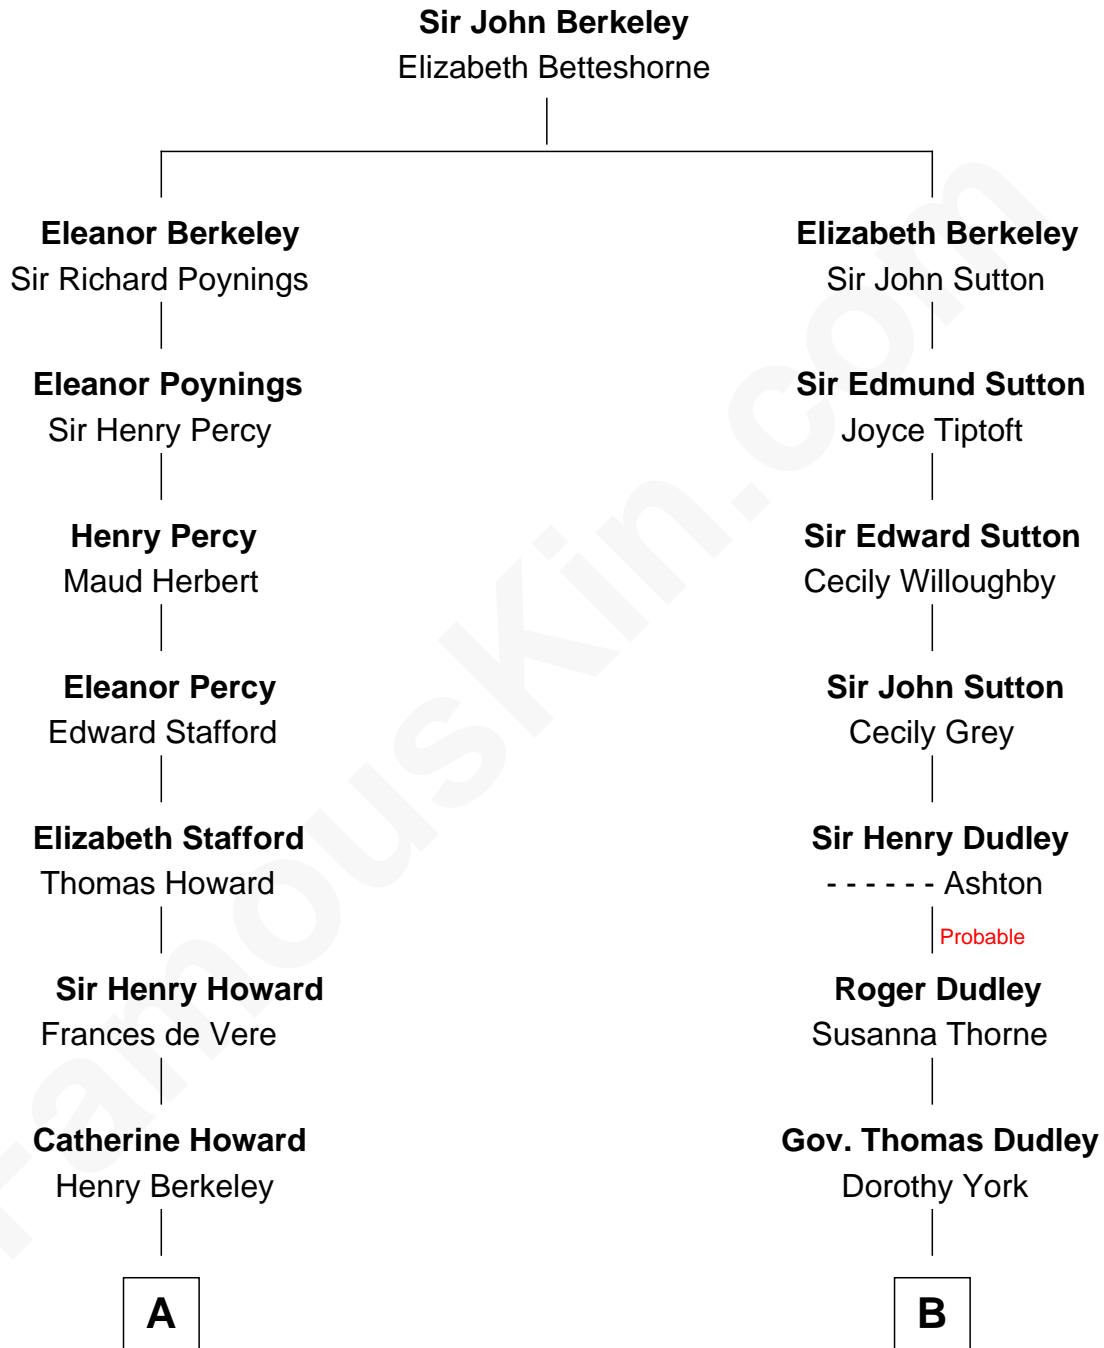 Sir John Berkeley
Elizabeth Betteshorne
Eleanor Berkeley
Sir Richard Poynings
Elizabeth Berkeley
Sir John Sutton
Eleanor Poynings
Sir Henry Percy
Sir Edmund Sutton
Joyce Tiptoft
Henry Percy
Maud Herbert
Sir Edward Sutton
Cecily Willoughby
Eleanor Percy
Edward Stafford
Sir John Sutton
Cecily Grey
Elizabeth Stafford
Thomas Howard
Sir Henry Dudley
- - - - - - Ashton
Probable
Sir Henry Howard
Frances de Vere
Roger Dudley
Susanna Thorne
Catherine Howard
Henry Berkeley
Gov. Thomas Dudley
Dorothy York
A
B
FamousKin.com